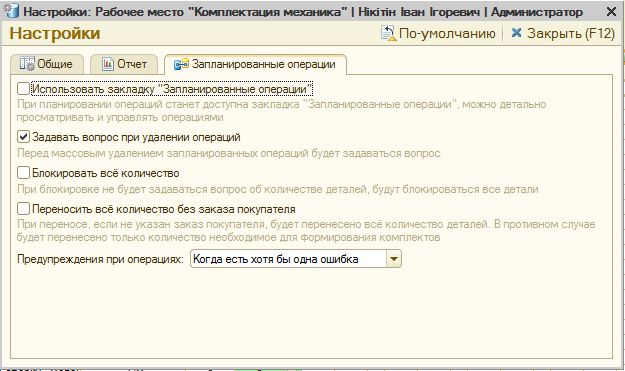 Настройки: Рабочее место "Комплектация механика" | Нікітін Іван Ігоревич | Администратор
Настройки
По-умолчанию
Закрыть (F12)
Общие
Отчет
Запланированные операции
Использовать закладку "Запланированные операции"
При планировании операций станет доступна закладка "Запланированные операции", можно детально
просматривать и управлять операциями
Задавать вопрос при удалении операций
Перед массовым удалением запланированных операций будет задаваться вопрос
Блокировать всё количество
При блокировке не будет задаваться вопрос об количестве деталей, будут блокироваться все детали
Переносить всё количество без заказа покупателя
При переносе, если не указан заказ покупателя, будет перенесено всё количество деталей. В противном случае
будет перенесено только количество необходимое для формирования комплектов
Предупреждения при операциях:
Когда есть хотя бы одна ошибка